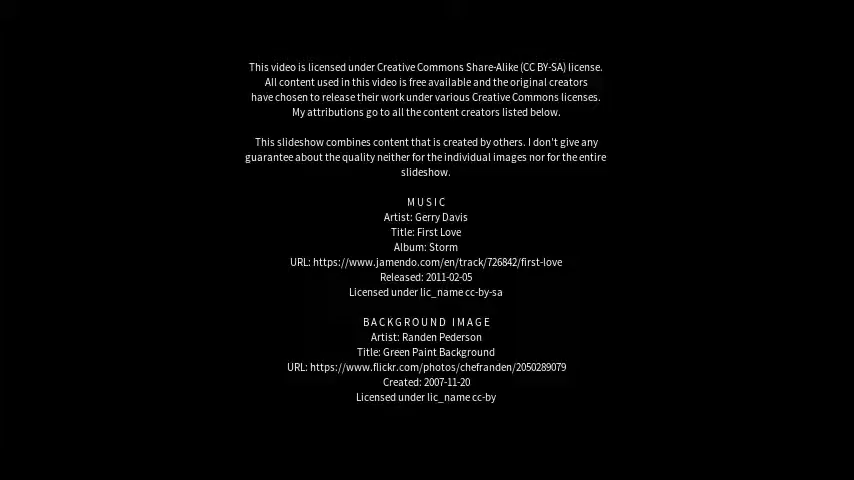 This video is licensed under Creative Commons Share-Alike (CC BY-SA) license.
All content used in this video is free available and the original creators
have chosen to release their work under various Creative Commons licenses.
My attributions go to all the content creators listed below.
This slideshow combines content that is created by others. I don't give any
guarantee about the quality neither for the individual images nor for the entire
slideshow.
MUSIC
Artist: Gerry Davis
Title: First Love
Album: Storm
URL: https://www.jamendo.com/en/track/726842/first-love
Released: 2011-02-05
Licensed under lic_name cc-by-sa
BACKGROUND IMAGE
Artist: Randen Pederson
Title: Green Paint Background
URL: https://www.flickr.com/photos/chefranden/2050289079
Created: 2007-11-20
Licensed under lic_name cc-by